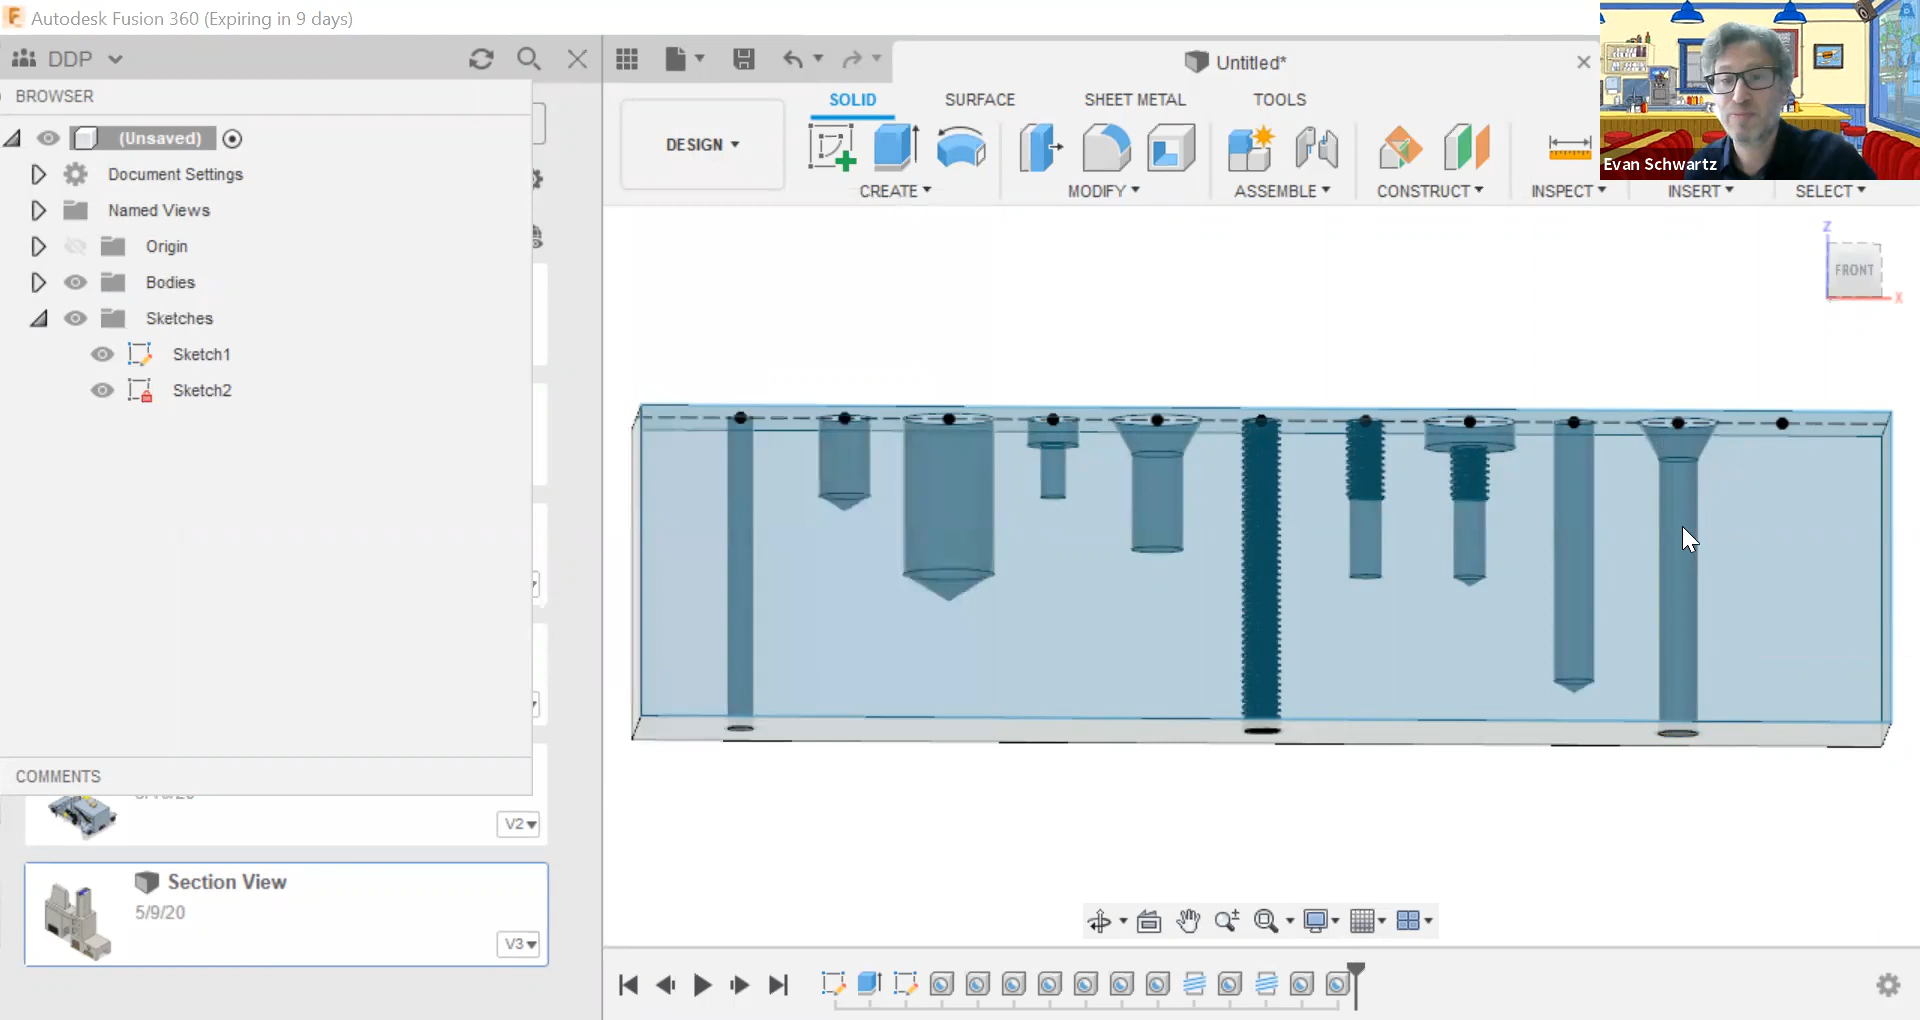 Autodesk Fusion 360 (Expiring in 9 days)
DDP
Untitled*
BROWSER
(Unsaved)
Document Settings
Named Views
Origin
Bodies
Sketches
Sketch1
Sketch2
COMMENTS
V2
Section View
5/9/20
V3
DESIGN
SOLID
SURFACE
SHEET METAL
TOOLS
CREATE
MODIFY
ASSEMBLE
CONSTRUCT
INSPECT
INSERT
SELECT
Evan Schwartz
Z
FRONT
X